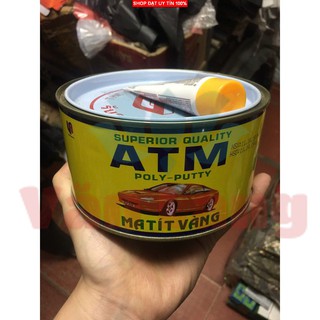 SHOP ĐẠT UY TÍN 100%
SUPERIOR QUALITY
ATM
POLY-PUTTY
MATÍT VÀNG